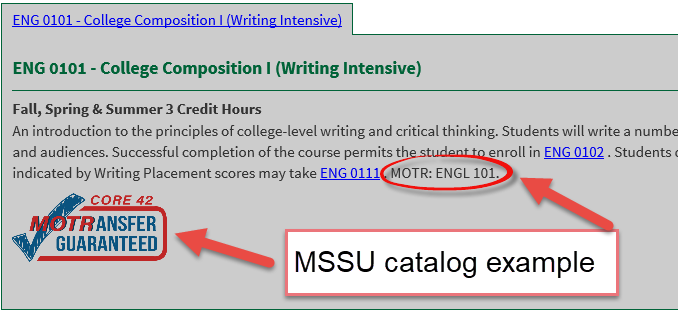 ENG 0101 - College Composition I (Writing Intensive)
ENG 0101 - College Composition I (Writing Intensive)
Fall, Spring & Summer 3 Credit Hours
An introduction to the principles of college-level writing and critical thinking. Students will write a numbe
and audiences. Successful completion of the course permits the student to enroll in ENG 0102 . Students
indicated by Writing Placement scores may take ENG 0111 . MOTR: ENGL 101.
CORE 42
MOTRANSFER
GUARANTEED
MSSU catalog example